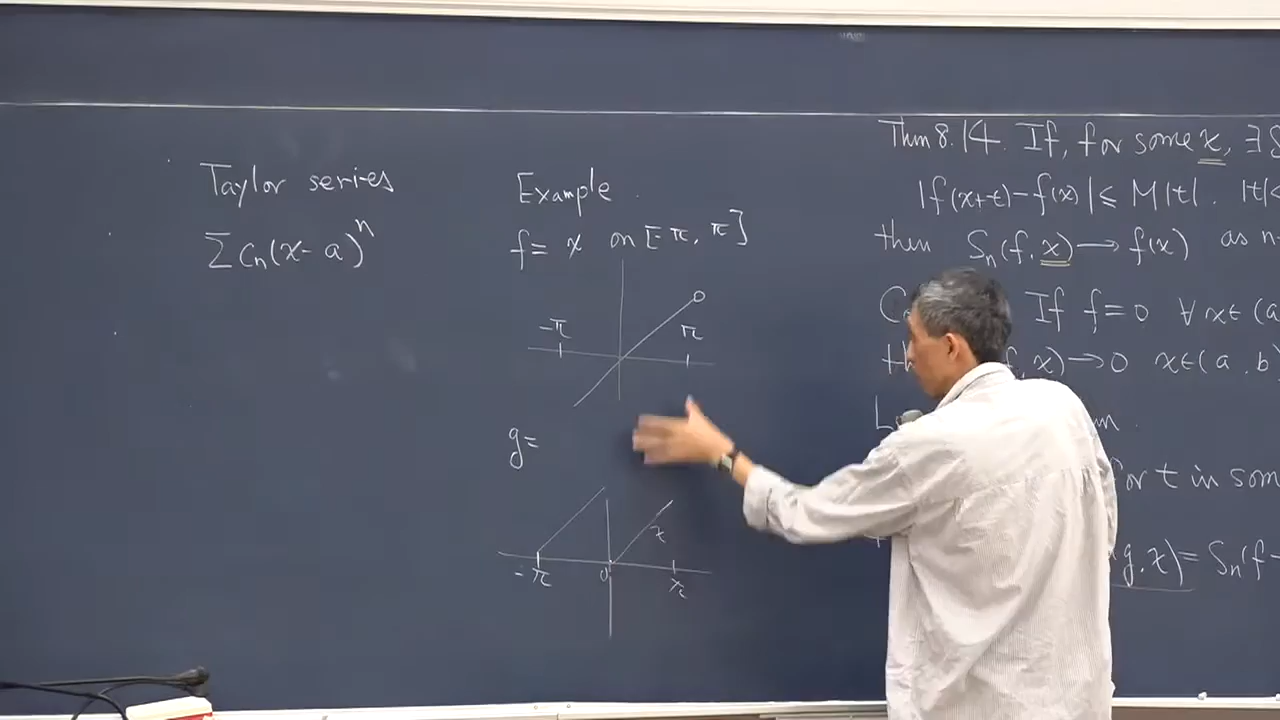 Taylor series
∑ cₙ(x-a)ⁿ
Example
f= x on [-π, π]
-π π
g=
x
-π 0 π
Thm 8.14. If, for some x, ∃
|f(x+t)-f(x)| ≤ M|t|. |t|<
then Sₙ(f, x) → f(x) as n
If f=0 ∀x∈(a
, x)→0 x∈(a, b)
for t in som
g, x) = Sₙ(f-